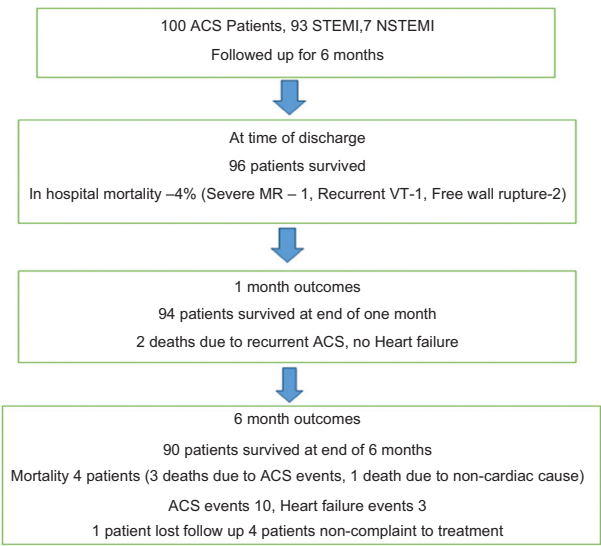 100 ACS Patients, 93 STEMI,7 NSTEMI
Followed up for 6 months
At time of discharge
96 patients survived
In hospital mortality –4% (Severe MR – 1, Recurrent VT-1, Free wall rupture-2)
1 month outcomes
94 patients survived at end of one month
2 deaths due to recurrent ACS, no Heart failure
6 month outcomes
90 patients survived at end of 6 months
Mortality 4 patients (3 deaths due to ACS events, 1 death due to non-cardiac cause)
ACS events 10, Heart failure events 3
1 patient lost follow up 4 patients non-complaint to treatment